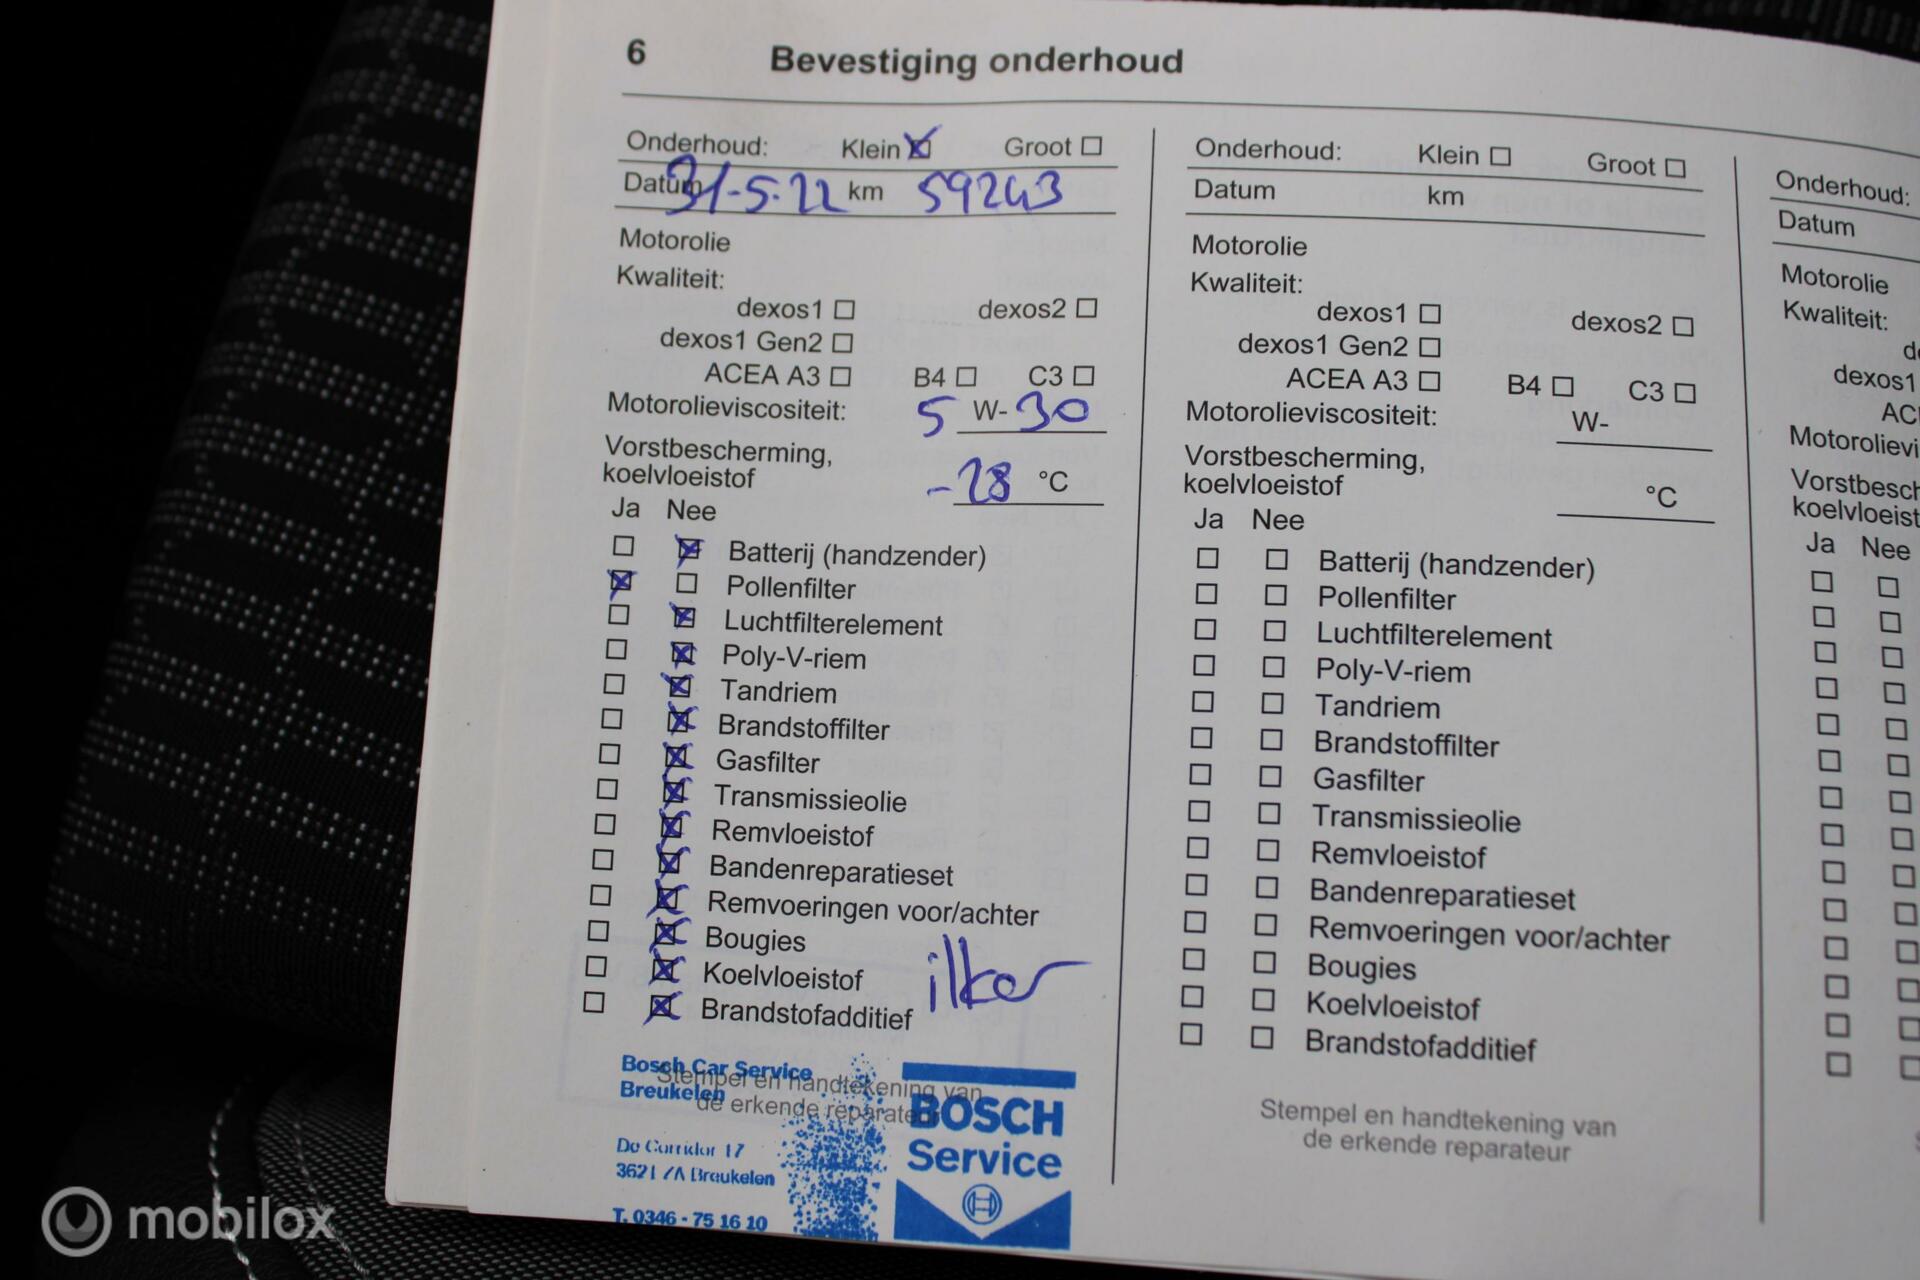 6 Bevestiging onderhoud
Onderhoud: Klein Groot
Datum 31-5-22 km 59243
Motorolie
Kwaliteit:
dexos1 dexos2
dexos1 Gen2
ACEA A3 B4 C3
Motorolieviscositeit: 5 W- 30
Vorstbescherming,
koelvloeistof -28 °C
Ja Nee
Batterij (handzender)
Pollenfilter
Luchtfilterelement
Poly-V-riem
Tandriem
Brandstoffilter
Gasfilter
Transmissieolie
Remvloeistof
Bandenreparatieset
Remvoeringen voor/achter
Bougies
Koelvloeistof
Brandstofadditief
ilker
Stempel en handtekening van
de erkende reparateur
Bosch Car Service
Breukelen
De Corridor 17
3621 ZA Breukelen
T. 0346 - 75 16 10
BOSCH
Service
Onderhoud: Klein Groot
Datum km
Motorolie
Kwaliteit:
dexos1 dexos2
dexos1 Gen2
ACEA A3 B4 C3
Motorolieviscositeit: W-
Vorstbescherming,
koelvloeistof °C
Ja Nee
Batterij (handzender)
Pollenfilter
Luchtfilterelement
Poly-V-riem
Tandriem
Brandstoffilter
Gasfilter
Transmissieolie
Remvloeistof
Bandenreparatieset
Remvoeringen voor/achter
Bougies
Koelvloeistof
Brandstofadditief
Stempel en handtekening van
de erkende reparateur
Onderhoud:
Datum
Motorolie
Kwaliteit:
de
dexos1
AC
Motorolievi
Vorstbesch
koelvloeist
Ja Nee
mobilox